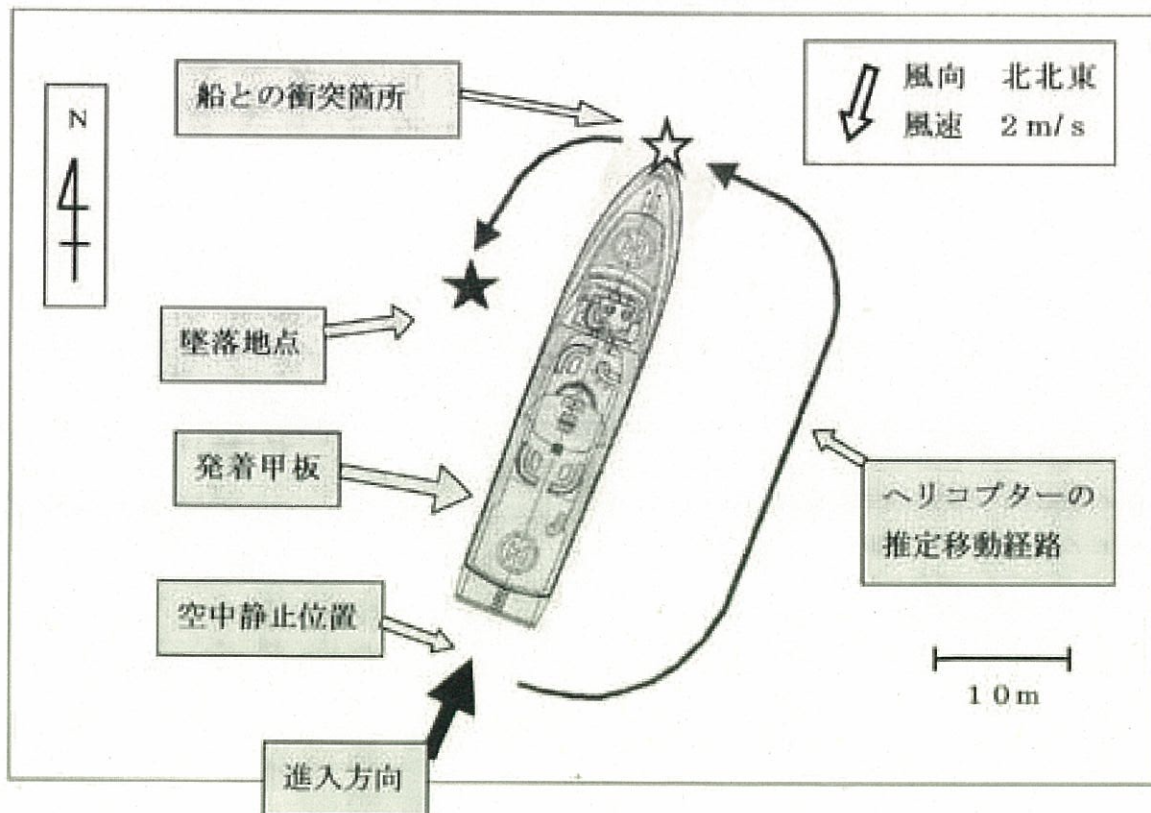 船との衝突箇所
風向 北北東
風速 2m/s
N
墜落地点
発着甲板
ヘリコプターの
推定移動経路
空中静止位置
10m
進入方向